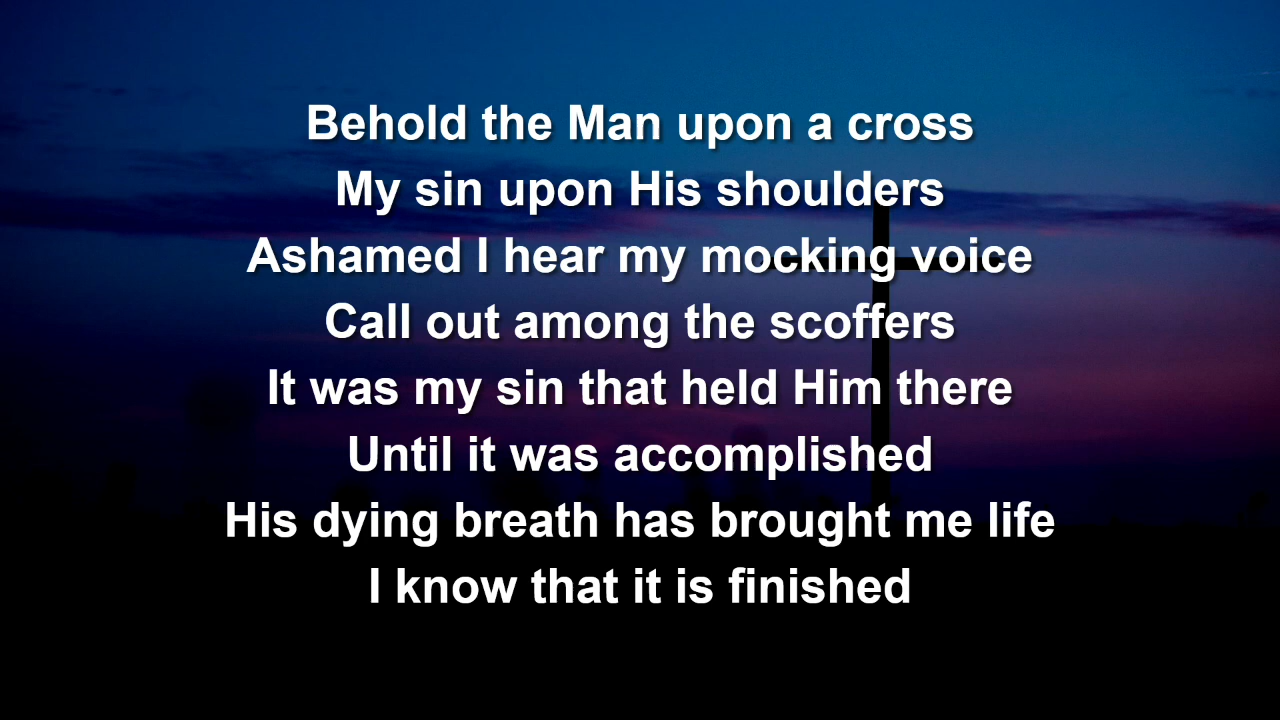 Behold the Man upon a cross
My sin upon His shoulders
Ashamed I hear my mocking voice
Call out among the scoffers
It was my sin that held Him there
Until it was accomplished
His dying breath has brought me life
I know that it is finished